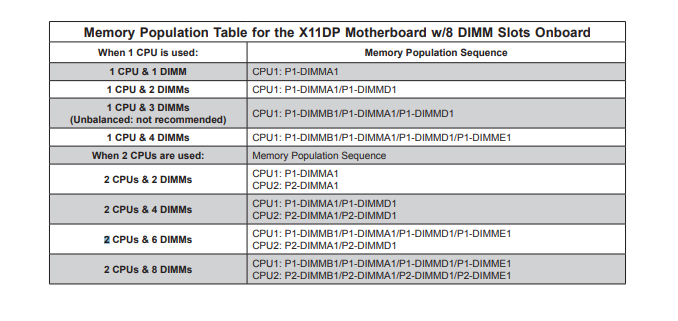 Memory Population Table for the X11DP Motherboard w/8 DIMM Slots Onboard
When 1 CPU is used: Memory Population Sequence
1 CPU & 1 DIMM CPU1: P1-DIMMA1
1 CPU & 2 DIMMs CPU1: P1-DIMMA1/P1-DIMMD1
1 CPU & 3 DIMMs
(Unbalanced: not recommended) CPU1: P1-DIMMB1/P1-DIMMA1/P1-DIMMD1
1 CPU & 4 DIMMs CPU1: P1-DIMMB1/P1-DIMMA1/P1-DIMMD1/P1-DIMME1
When 2 CPUs are used: Memory Population Sequence
2 CPUs & 2 DIMMs CPU1: P1-DIMMA1
CPU2: P2-DIMMA1
2 CPUs & 4 DIMMs CPU1: P1-DIMMA1/P1-DIMMD1
CPU2: P2-DIMMA1/P2-DIMMD1
2 CPUs & 6 DIMMs CPU1: P1-DIMMB1/P1-DIMMA1/P1-DIMMD1/P1-DIMME1
CPU2: P2-DIMMA1/P2-DIMMD1
2 CPUs & 8 DIMMs CPU1: P1-DIMMB1/P1-DIMMA1/P1-DIMMD1/P1-DIMME1
CPU2: P2-DIMMB1/P2-DIMMA1/P2-DIMMD1/P2-DIMME1